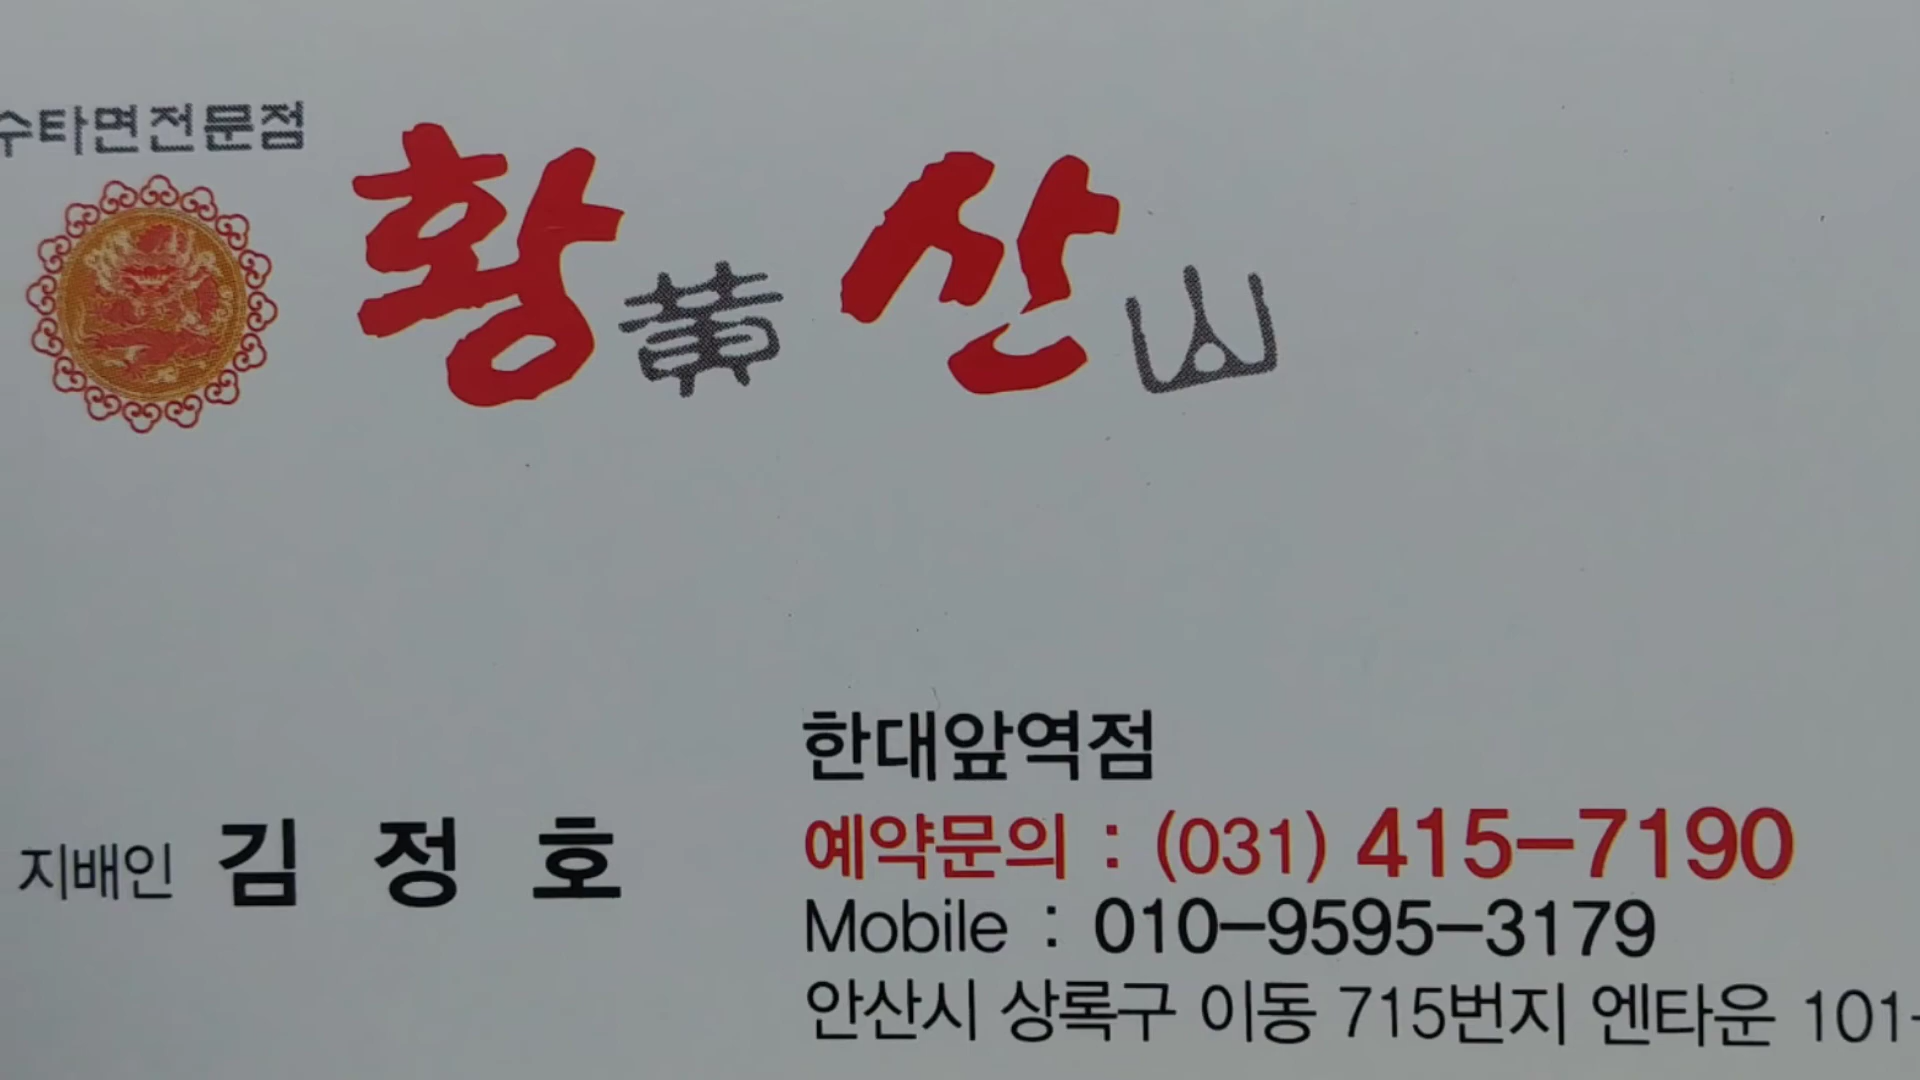 수타면전문점
황黃산山
한대앞역점
지배인 김 정 호
예약문의 : (031) 415-7190
Mobile : 010-9595-3179
안산시 상록구 이동 715번지 엔타운 101-